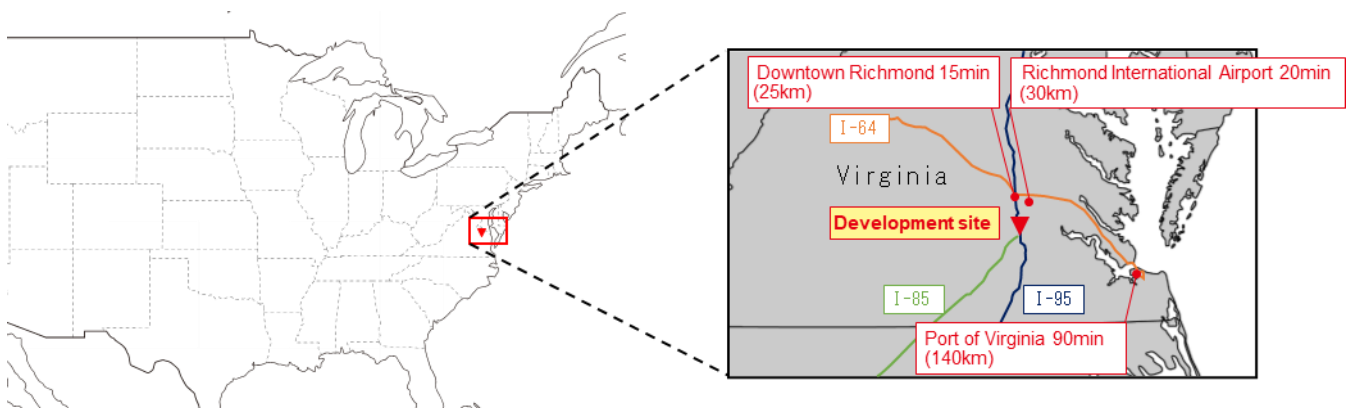 Downtown Richmond 15min
(25km)
Richmond International Airport 20min
(30km)
I-64
Virginia
Development site
I-85
I-95
Port of Virginia 90min
(140km)